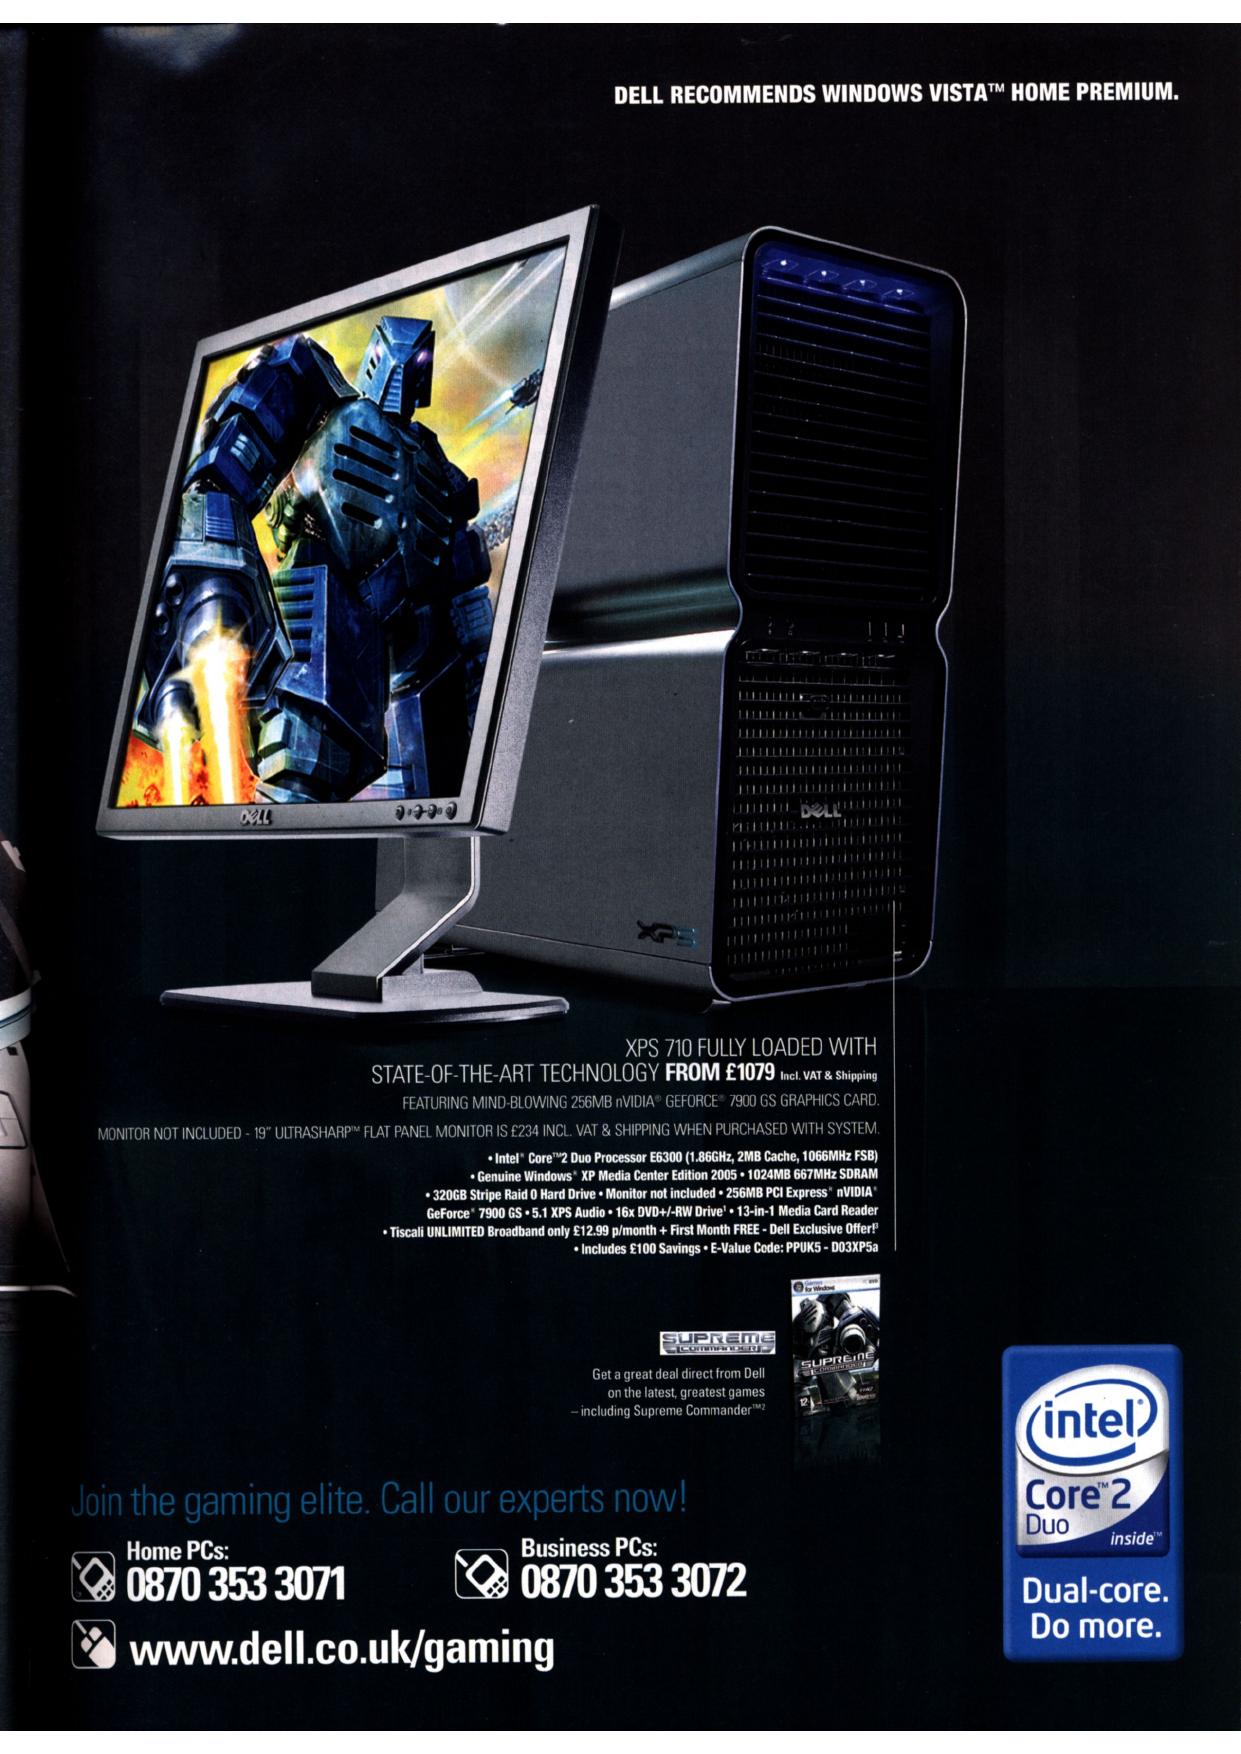 DELL RECOMMENDS WINDOWS VISTA™ HOME PREMIUM.
DELL
DELL
XPS
XPS 710 FULLY LOADED WITH
STATE-OF-THE-ART TECHNOLOGY FROM £1079 Incl. VAT & Shipping
FEATURING MIND-BLOWING 256MB nVIDIA® GEFORCE® 7900 GS GRAPHICS CARD.
MONITOR NOT INCLUDED - 19" ULTRASHARP™ FLAT PANEL MONITOR IS £234 INCL. VAT & SHIPPING WHEN PURCHASED WITH SYSTEM.
• Intel® Core™2 Duo Processor E6300 (1.86GHz, 2MB Cache, 1066MHz FSB)
• Genuine Windows® XP Media Center Edition 2005 • 1024MB 667MHz SDRAM
• 320GB Stripe Raid 0 Hard Drive • Monitor not included • 256MB PCI Express® nVIDIA®
GeForce® 7900 GS • 5.1 XPS Audio • 16x DVD+/-RW Drive¹ • 13-in-1 Media Card Reader
• Tiscali UNLIMITED Broadband only £12.99 p/month + First Month FREE - Dell Exclusive Offer!³
• Includes £100 Savings • E-Value Code: PPUK5 - D03XP5a
Games for Windows
SUPREME
COMMANDER
12+
SUPREME
COMMANDER
Get a great deal direct from Dell
on the latest, greatest games
– including Supreme Commander™²
Join the gaming elite. Call our experts now!
Home PCs:
0870 353 3071
Business PCs:
0870 353 3072
www.dell.co.uk/gaming
intel®
Core™2
Duo
inside™
Dual-core.
Do more.